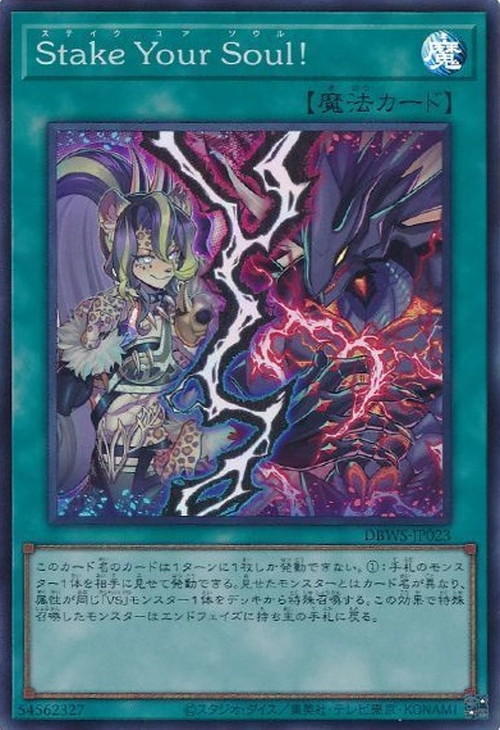 ステイク ユア ソウル
Stake Your Soul!
魔
【魔法カード】
DBWS-JP023
このカード名のカードは1ターンに1枚しか発動できない。①:手札のモンス
ター1体を相手に見せて発動できる。見せたモンスターとはカード名が異なり、
属性が同じ「VS」モンスター1体をデッキから特殊召喚する。この効果で特殊
召喚したモンスターはエンドフェイズに持ち主の手札に戻る。
54562327
©スタジオ・ダイス/集英社・テレビ東京・KONAMI